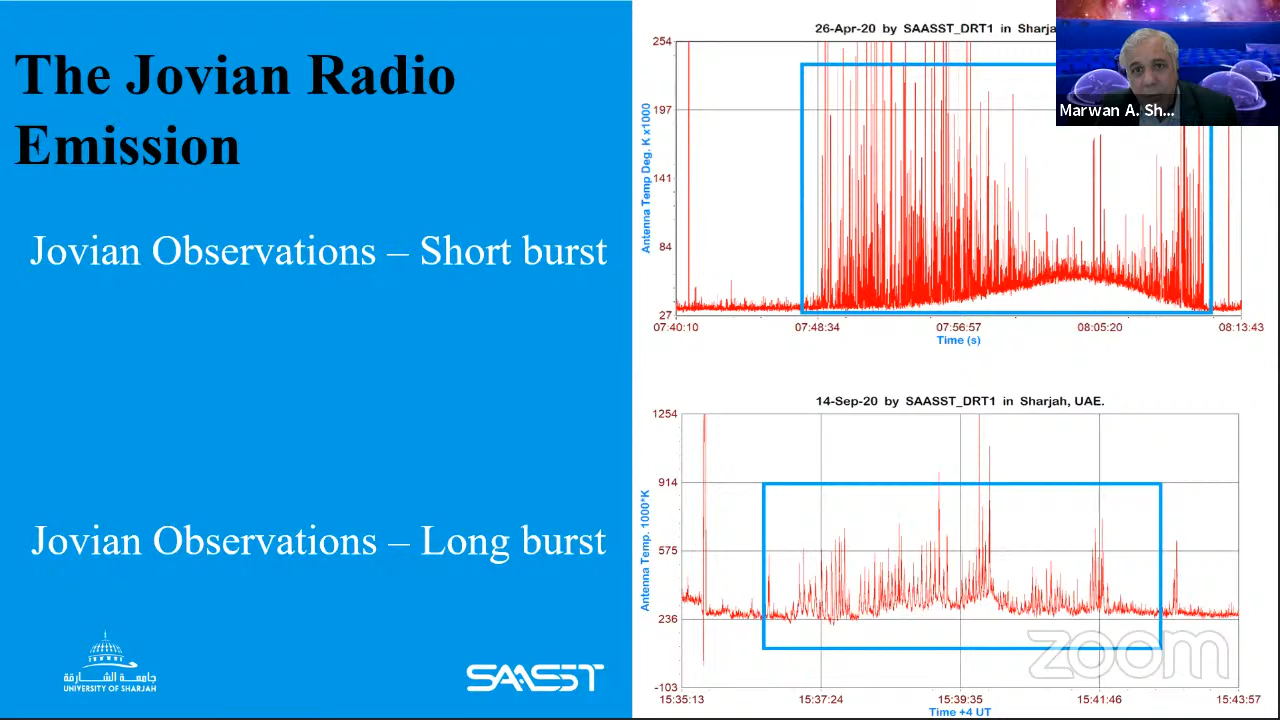 The Jovian Radio
Emission
Jovian Observations – Short burst
Jovian Observations – Long burst
جامعة الشارقة
UNIVERSITY OF SHARJAH
SAASST
26-Apr-20 by SAASST_DRT1 in Sharja
Antenna Temp Deg. K x1000
254
197
141
84
27
07:40:10 07:48:34 07:56:57 08:05:20 08:13:43
Time (s)
Marwan A. Sh...
14-Sep-20 by SAASST_DRT1 in Sharjah, UAE.
Antenna Temp. 1000*K
1254
914
575
236
-103
15:35:13 15:37:24 15:39:35 15:41:46 15:43:57
Time +4 UT
zoom